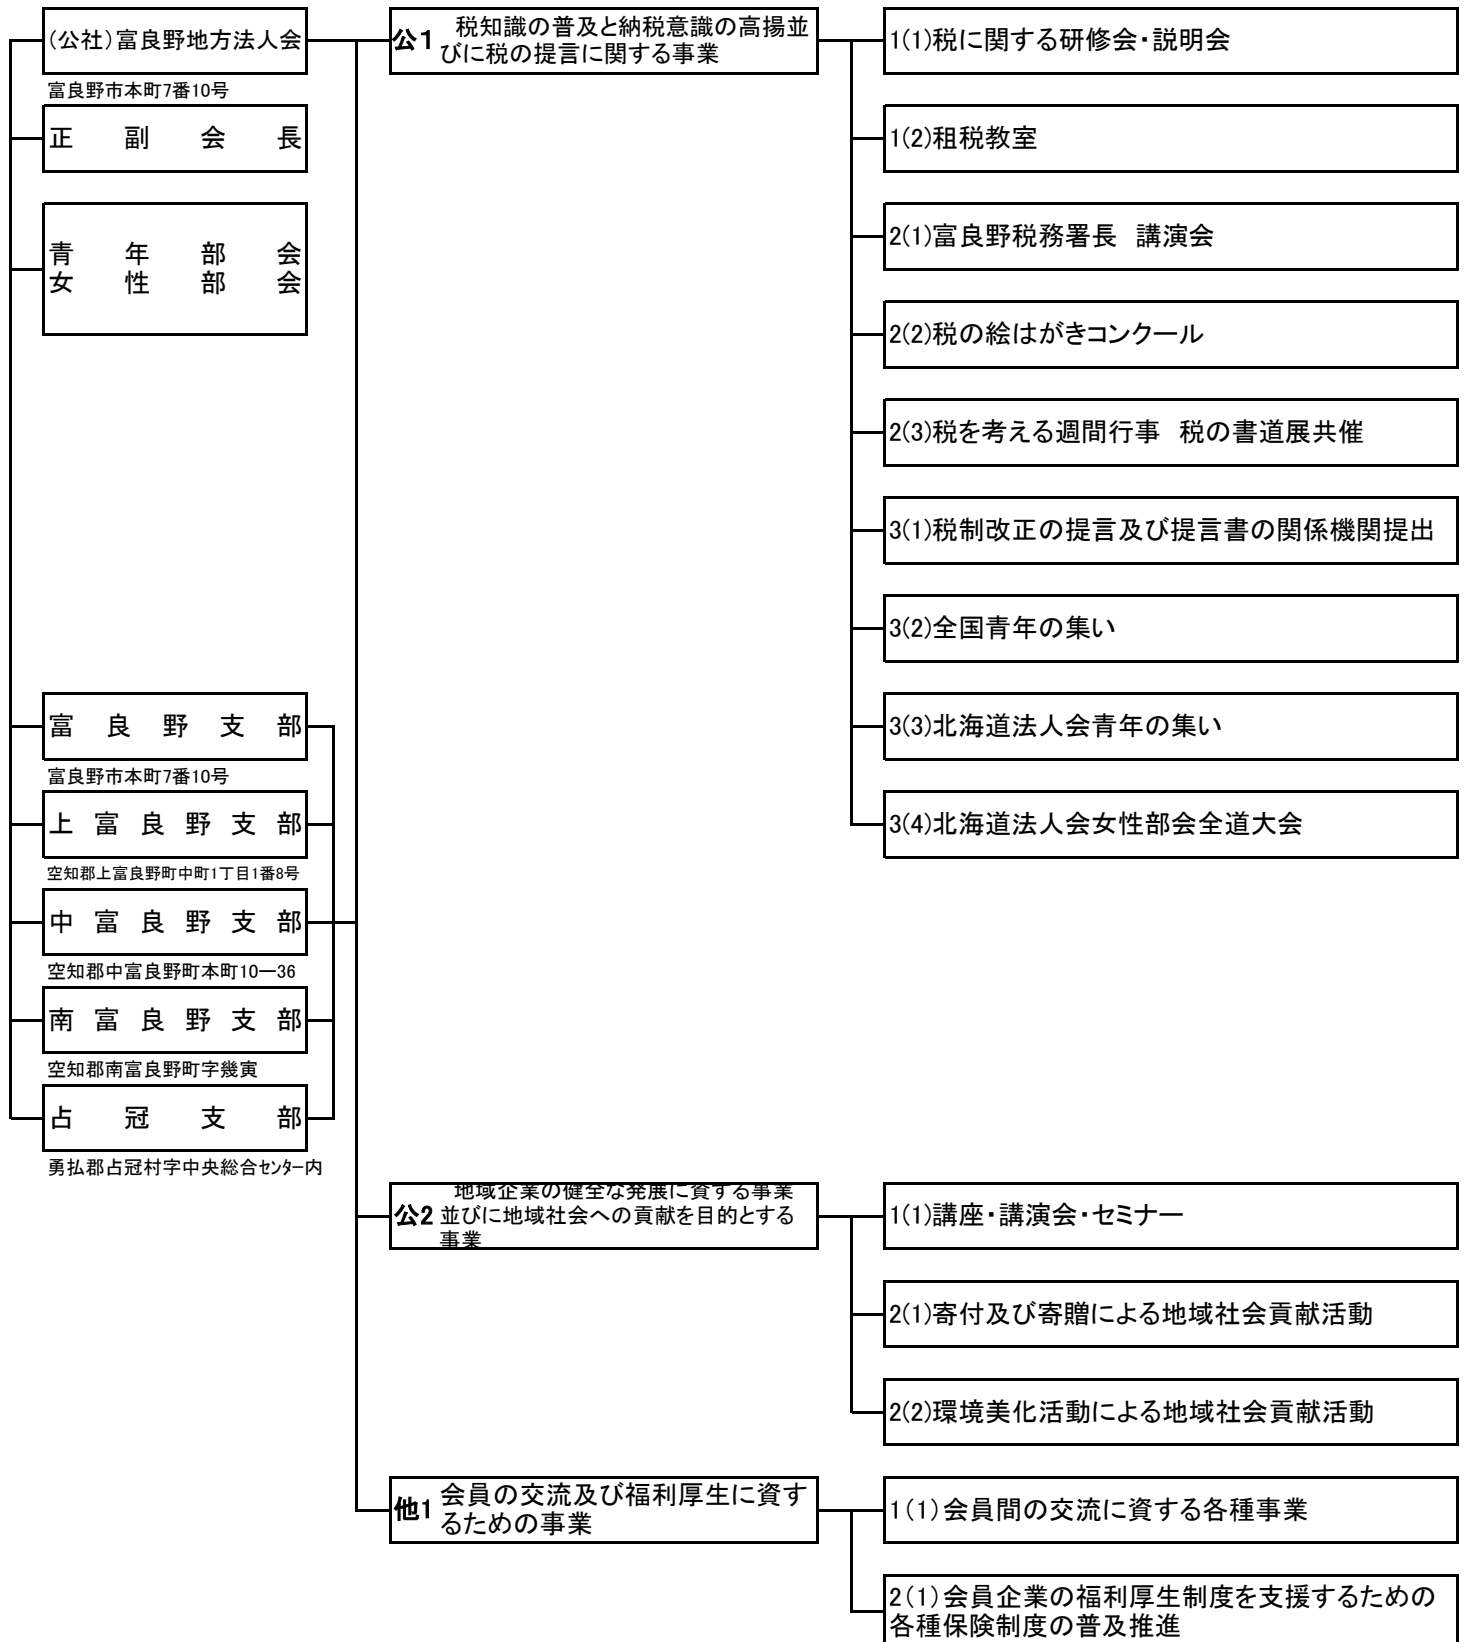 (公社)富良野地方法人会
富良野市本町7番10号
正副会長
青年部会
女性部会
富良野支部
富良野市本町7番10号
上富良野支部
空知郡上富良野町中町1丁目1番8号
中富良野支部
空知郡中富良野町本町10―36
南富良野支部
空知郡南富良野町字幾寅
占冠支部
勇払郡占冠村字中央総合センター内
公1 税知識の普及と納税意識の高揚並
びに税の提言に関する事業
1(1)税に関する研修会・説明会
1(2)租税教室
2(1)富良野税務署長 講演会
2(2)税の絵はがきコンクール
2(3)税を考える週間行事 税の書道展共催
3(1)税制改正の提言及び提言書の関係機関提出
3(2)全国青年の集い
3(3)北海道法人会青年の集い
3(4)北海道法人会女性部会全道大会
地域企業の健全な発展に資する事業
公2 並びに地域社会への貢献を目的とする
事業
1(1)講座・講演会・セミナー
2(1)寄付及び寄贈による地域社会貢献活動
2(2)環境美化活動による地域社会貢献活動
他1 会員の交流及び福利厚生に資す
るための事業
1(1)会員間の交流に資する各種事業
2(1)会員企業の福利厚生制度を支援するための
各種保険制度の普及推進